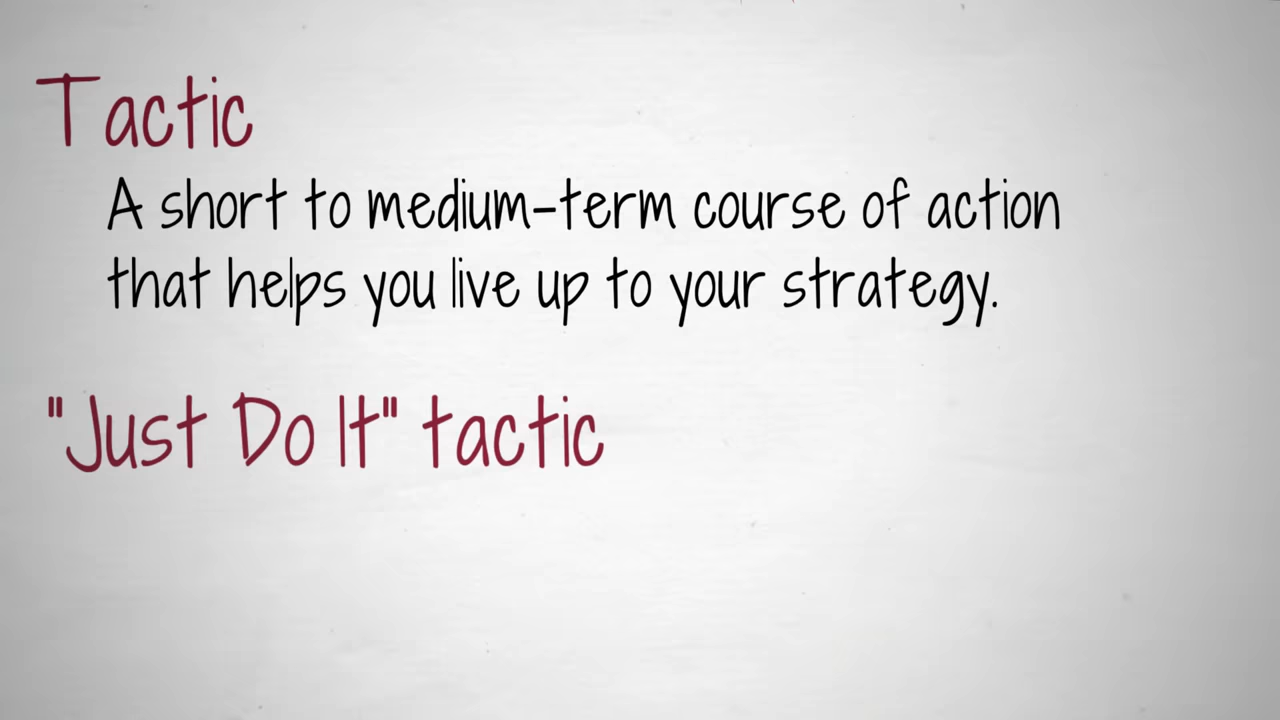 Tactic
A short to medium-term course of action
that helps you live up to your strategy.
"Just Do It" tactic